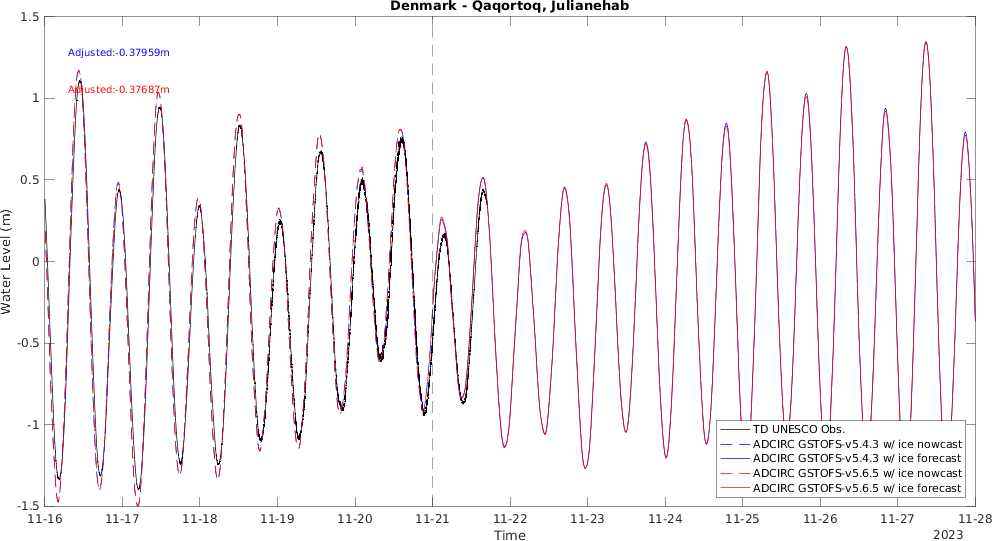 Denmark - Qaqortoq, Julianehab
1.5
Adjusted:-0.37959m
Adjusted:-0.37687m
1
0.5
0
-0.5
-1
-1.5
Water Level (m)
TD UNESCO Obs.
ADCIRC GSTOFS-v5.4.3 w/ ice nowcast
ADCIRC GSTOFS-v5.4.3 w/ ice forecast
ADCIRC GSTOFS-v5.6.5 w/ ice nowcast
ADCIRC GSTOFS-v5.6.5 w/ ice forecast
11-16 11-17 11-18 11-19 11-20 11-21 11-22 11-23 11-24 11-25 11-26 11-27 11-28
Time
2023